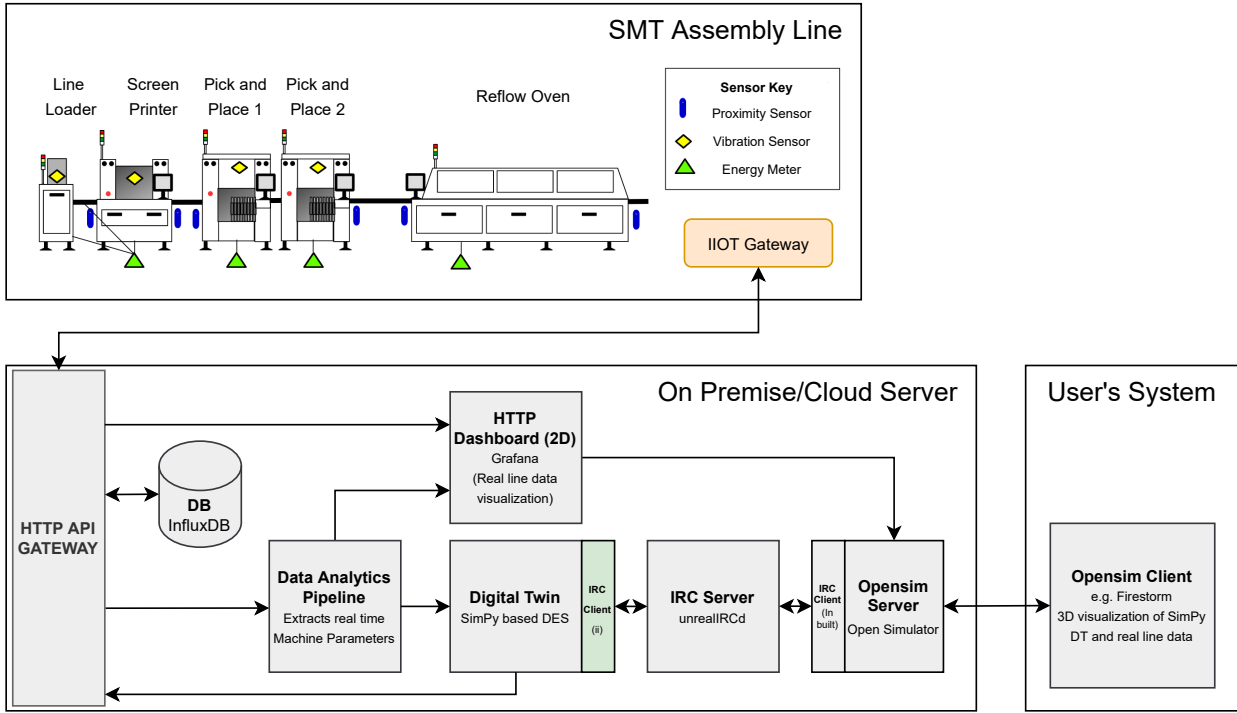 SMT Assembly Line
Line
Loader
Screen
Printer
Pick and
Place 1
Pick and
Place 2
Reflow Oven
Sensor Key
Proximity Sensor
Vibration Sensor
Energy Meter
IIOT Gateway
On Premise/Cloud Server
User's System
HTTP API
GATEWAY
DB
InfluxDB
HTTP
Dashboard (2D)
Grafana
(Real line data
visualization)
Data Analytics
Pipeline
Extracts real time
Machine Parameters
Digital Twin
SimPy based DES
IRC
Client
(ii)
IRC Server
unrealIRCd
IRC
Client
(In
built)
Opensim
Server
Open Simulator
Opensim Client
e.g. Firestorm
3D visualization of SimPy
DT and real line data